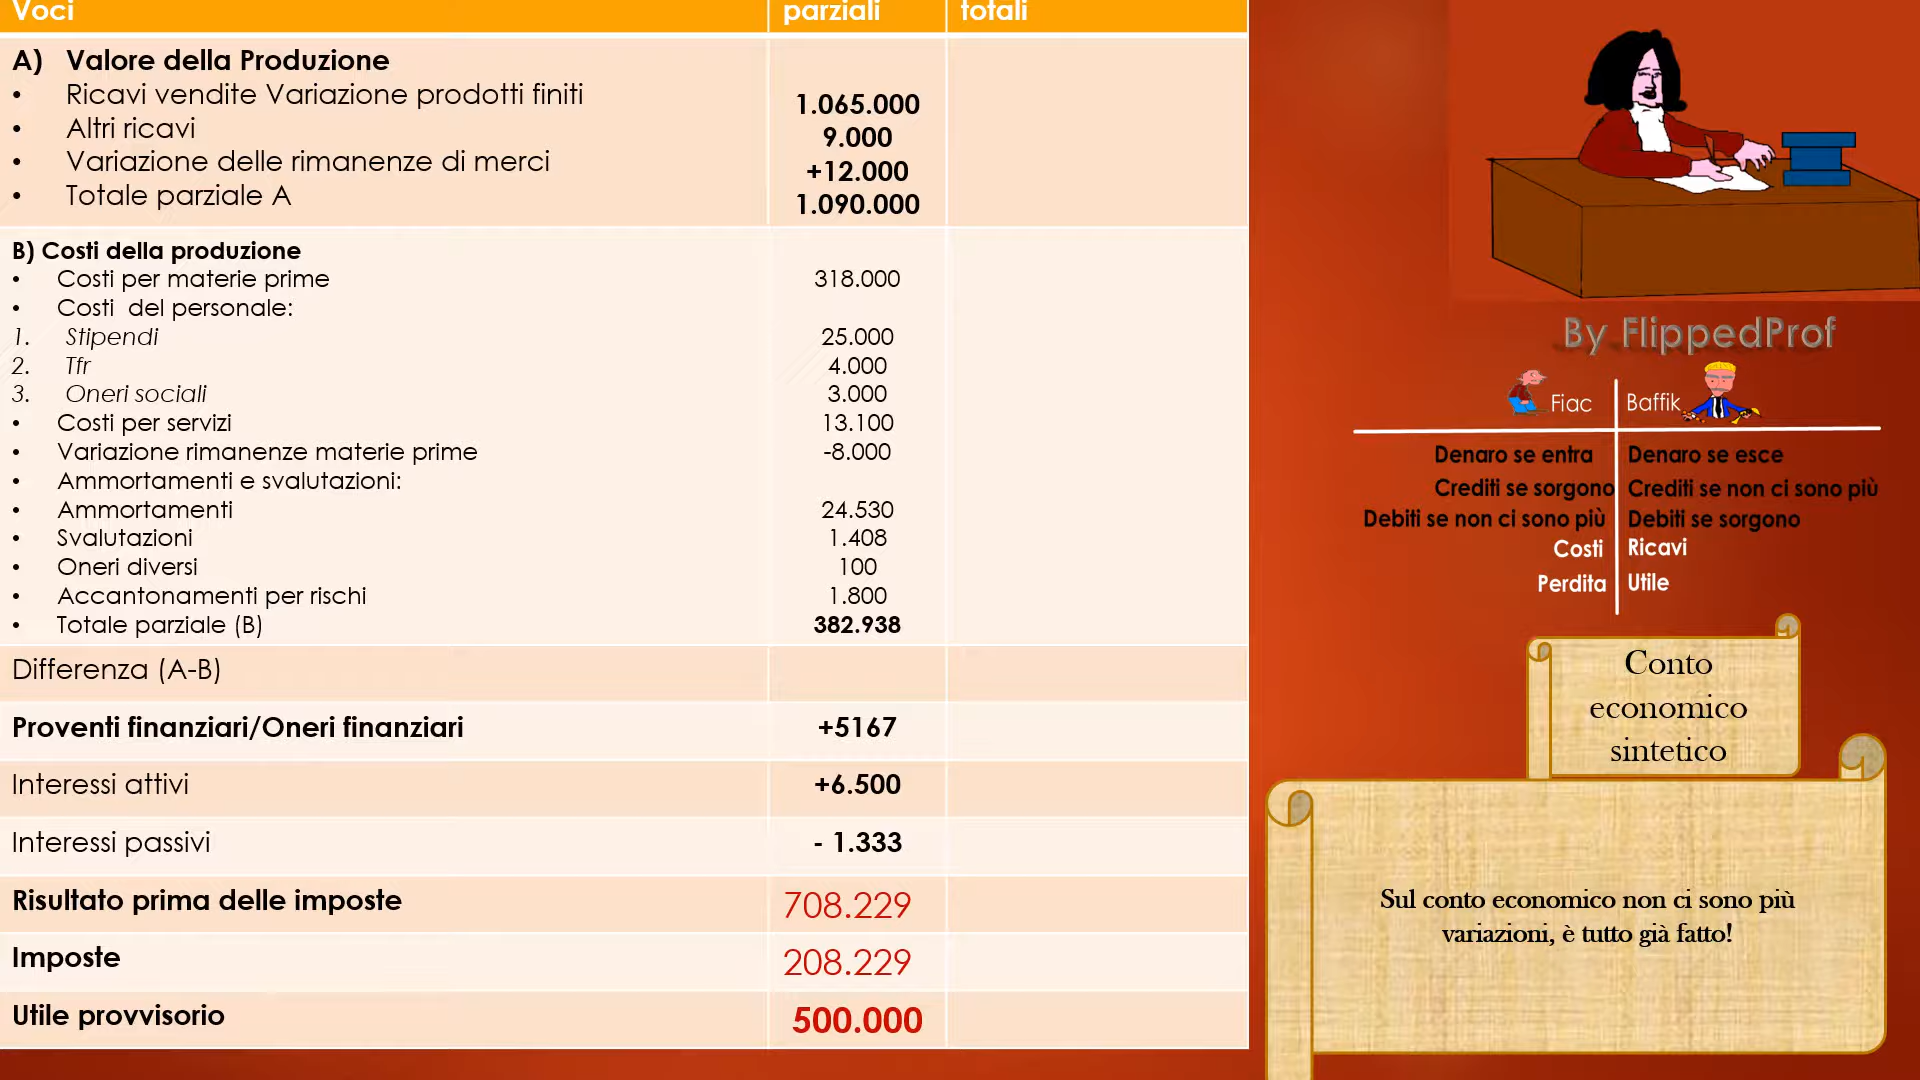 Voci parziali totali
A) Valore della Produzione
• Ricavi vendite Variazione prodotti finiti 1.065.000
• Altri ricavi 9.000
• Variazione delle rimanenze di merci +12.000
• Totale parziale A 1.090.000
B) Costi della produzione
• Costi per materie prime 318.000
• Costi del personale:
1. Stipendi 25.000
2. Tfr 4.000
3. Oneri sociali 3.000
• Costi per servizi 13.100
• Variazione rimanenze materie prime -8.000
• Ammortamenti e svalutazioni:
• Ammortamenti 24.530
• Svalutazioni 1.408
• Oneri diversi 100
• Accantonamenti per rischi 1.800
• Totale parziale (B) 382.938
Differenza (A-B)
Proventi finanziari/Oneri finanziari +5167
Interessi attivi +6.500
Interessi passivi - 1.333
Risultato prima delle imposte 708.229
Imposte 208.229
Utile provvisorio 500.000
By FlippedProf
Fiac Baffik
Denaro se entra Denaro se esce
Crediti se sorgono Crediti se non ci sono più
Debiti se non ci sono più Debiti se sorgono
Costi Ricavi
Perdita Utile
Conto
economico
sintetico
Sul conto economico non ci sono più
variazioni, è tutto già fatto!